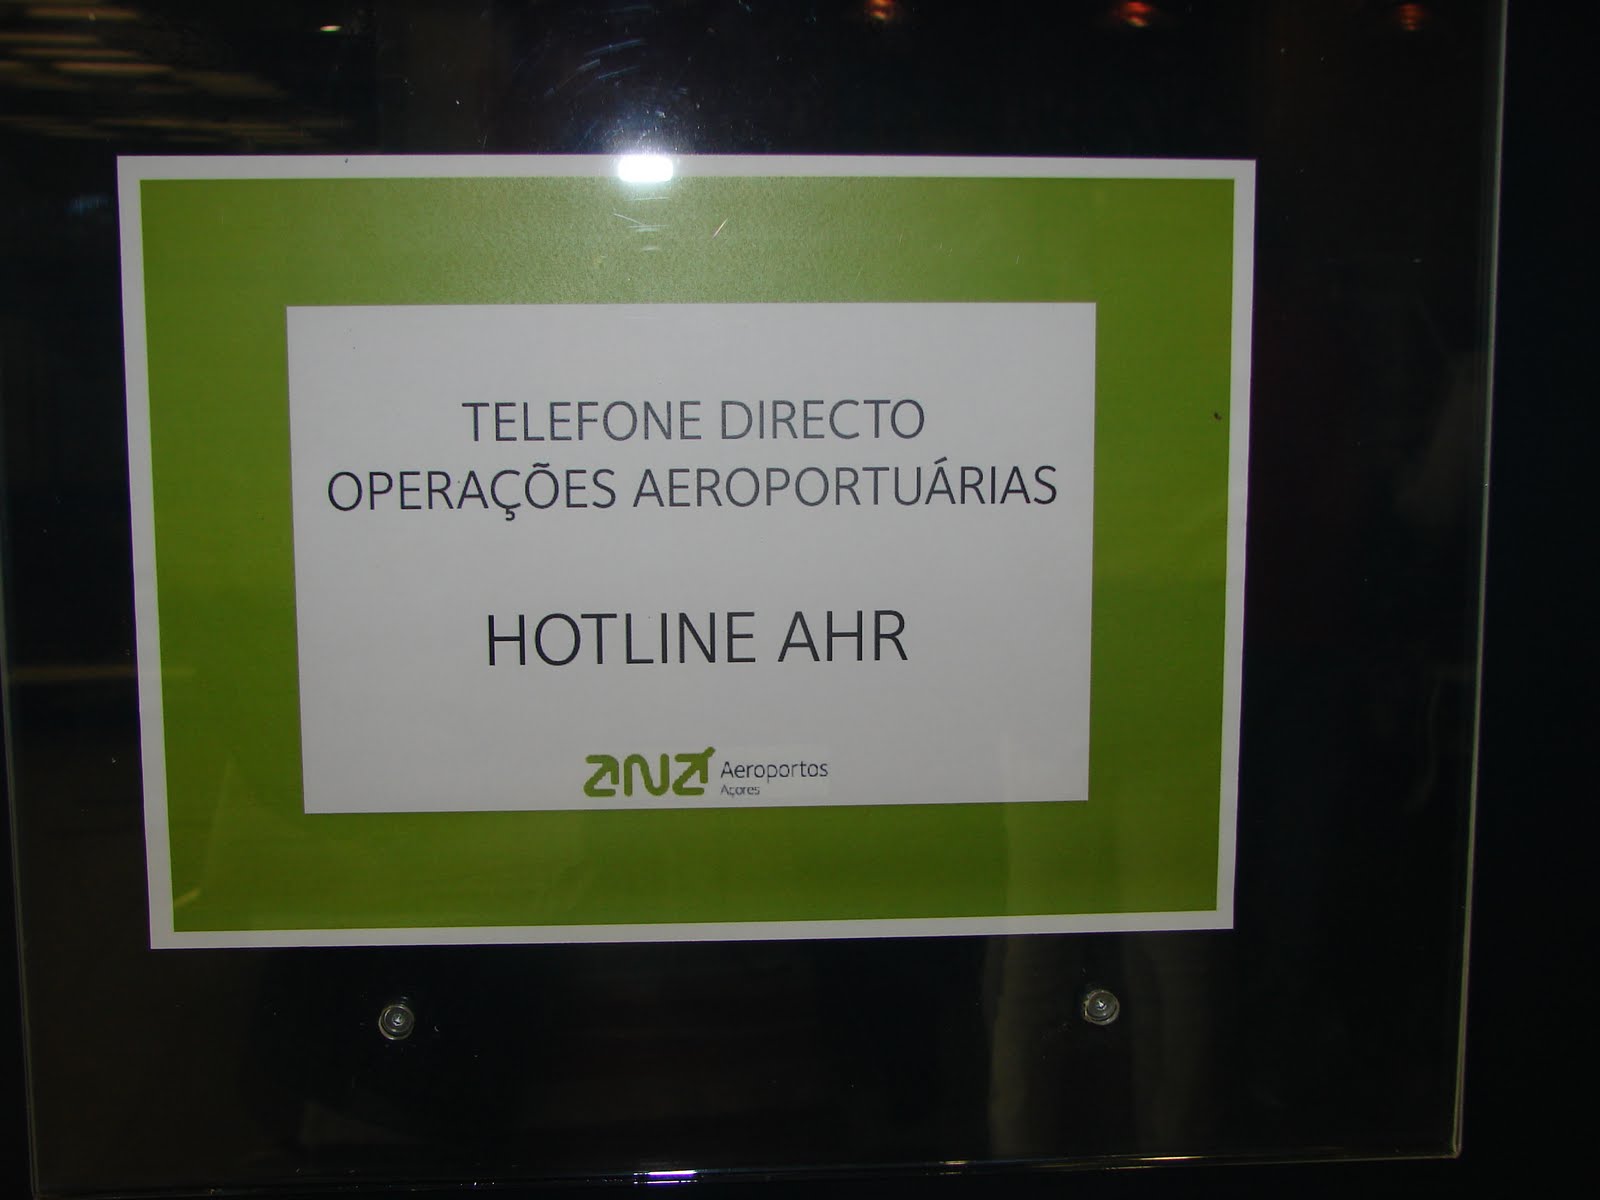 TELEFONE DIRECTO
OPERAÇÕES AEROPORTUÁRIAS
HOTLINE AHR
ANA Aeroportos
Açores